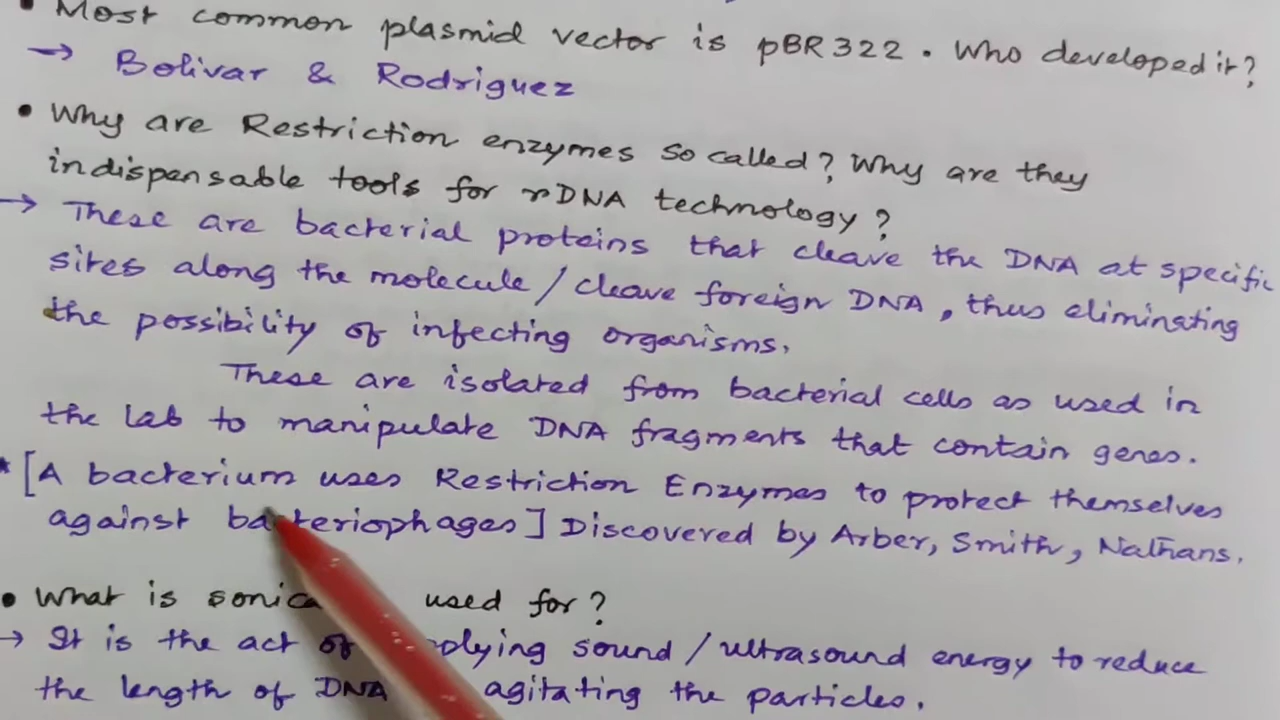 • Most common plasmid vector is pBR322. Who developed it?
→ Bolivar & Rodriguez
• Why are Restriction enzymes so called? Why are they
indispensable tools for rDNA technology?
→ These are bacterial proteins that cleave the DNA at specific
sites along the molecule / cleave foreign DNA, thus eliminating
the possibility of infecting organisms.
These are isolated from bacterial cells as used in
the lab to manipulate DNA fragments that contain genes.
* [A bacterium uses Restriction Enzymes to protect themselves
against bacteriophages] Discovered by Arber, Smith, Nathans.
• What is used for?
→ It is the act of sound / ultrasound energy to reduce
the length of DNA agitating the particles.